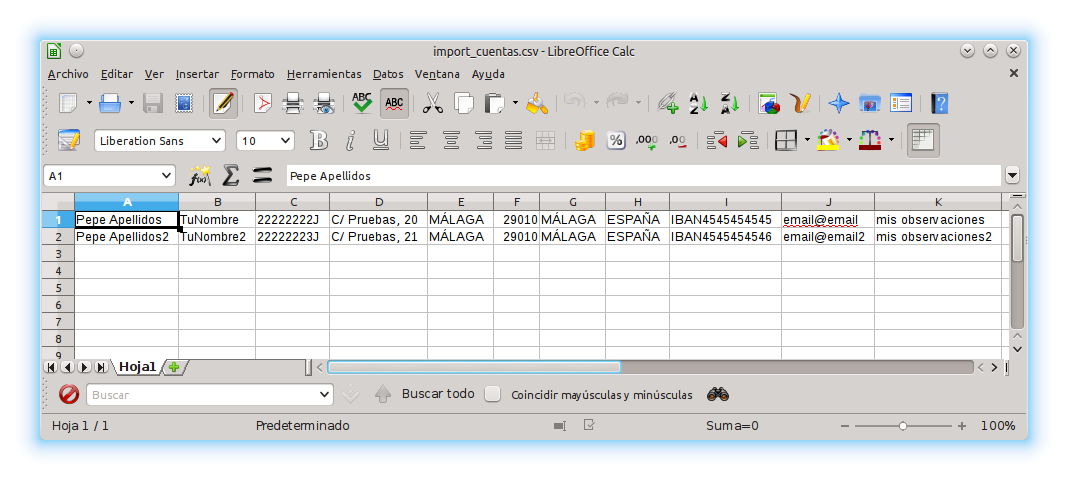 import_cuentas.csv - LibreOffice Calc
Archivo Editar Ver Insertar Formato Herramientas Datos Ventana Ayuda
ABC ABC
Liberation Sans 10
A1 f(x) Σ = Pepe Apellidos
A B C D E F G H I J K
1 Pepe Apellidos TuNombre 22222222J C/ Pruebas, 20 MÁLAGA 29010 MÁLAGA ESPAÑA IBAN4545454545 email@email mis observaciones
2 Pepe Apellidos2 TuNombre2 22222223J C/ Pruebas, 21 MÁLAGA 29010 MÁLAGA ESPAÑA IBAN4545454546 email@email2 mis observaciones2
3
4
5
6
7
8
9
Hoja1
Buscar Buscar todo Coincidir mayúsculas y minúsculas
Hoja 1 / 1 Predeterminado Suma=0 100%